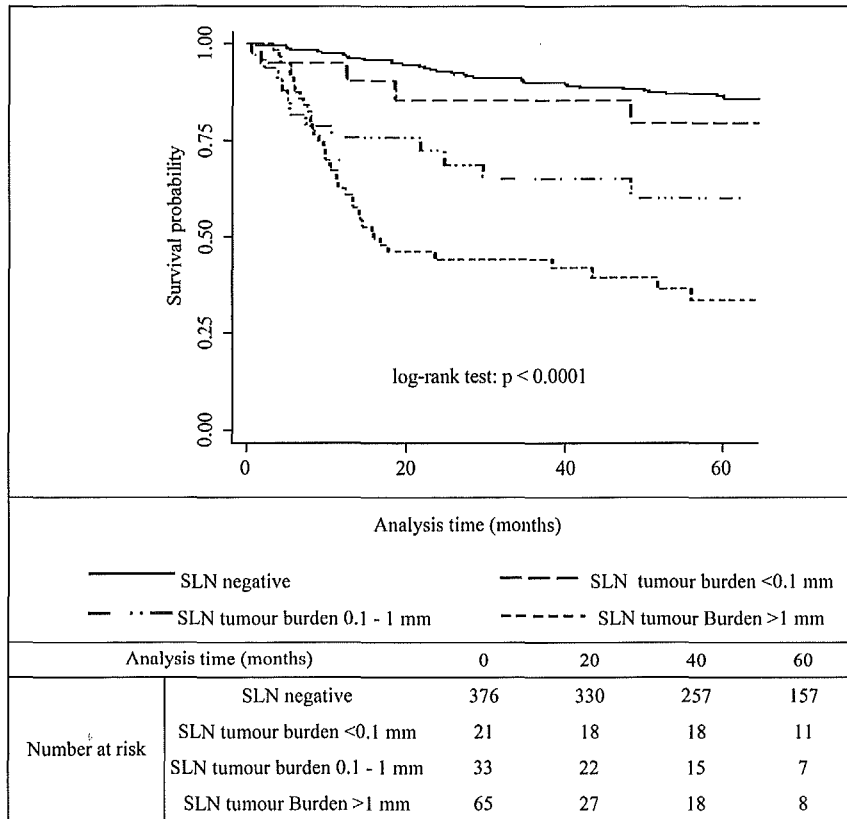 1.00
0.75
0.50
0.25
0.00
Survival probability
log-rank test: p < 0.0001
0 20 40 60
Analysis time (months)
SLN negative
SLN tumour burden <0.1 mm
SLN tumour burden 0.1 - 1 mm
SLN tumour Burden >1 mm
Analysis time (months) 0 20 40 60
Number at risk
SLN negative 376 330 257 157
SLN tumour burden <0.1 mm 21 18 18 11
SLN tumour burden 0.1 - 1 mm 33 22 15 7
SLN tumour Burden >1 mm 65 27 18 8